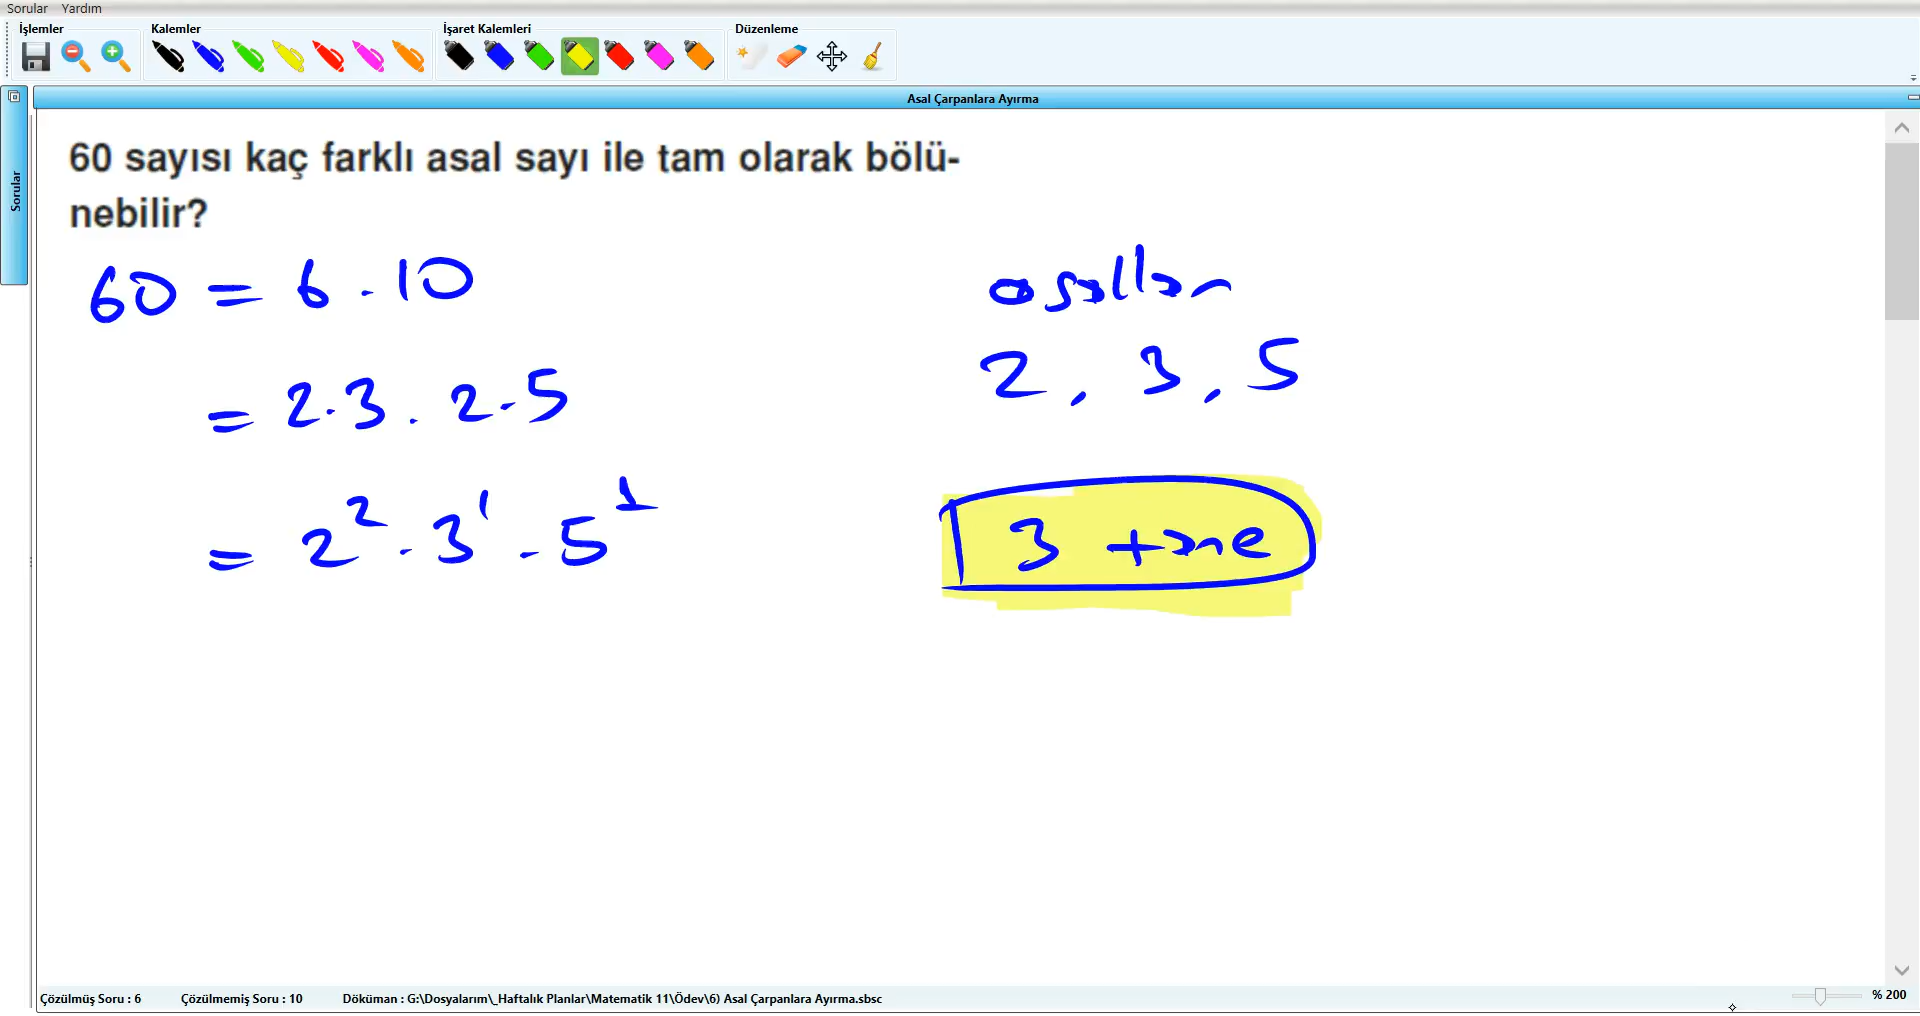 Sorular Yardım
İşlemler Kalemler İşaret Kalemleri Düzenleme
Asal Çarpanlara Ayırma
Sorular
60 sayısı kaç farklı asal sayı ile tam olarak bölü-
nebilir?
60 = 6 . 10
= 2 . 3 . 2 . 5
= 2² . 3¹ . 5¹
asallar
2 , 3 , 5
3 tane
Çözülmüş Soru : 6 Çözülmemiş Soru : 10 Döküman : G:\Dosyalarım\_Haftalık Planlar\Matematik 11\Ödev\6) Asal Çarpanlara Ayırma.sbsc % 200